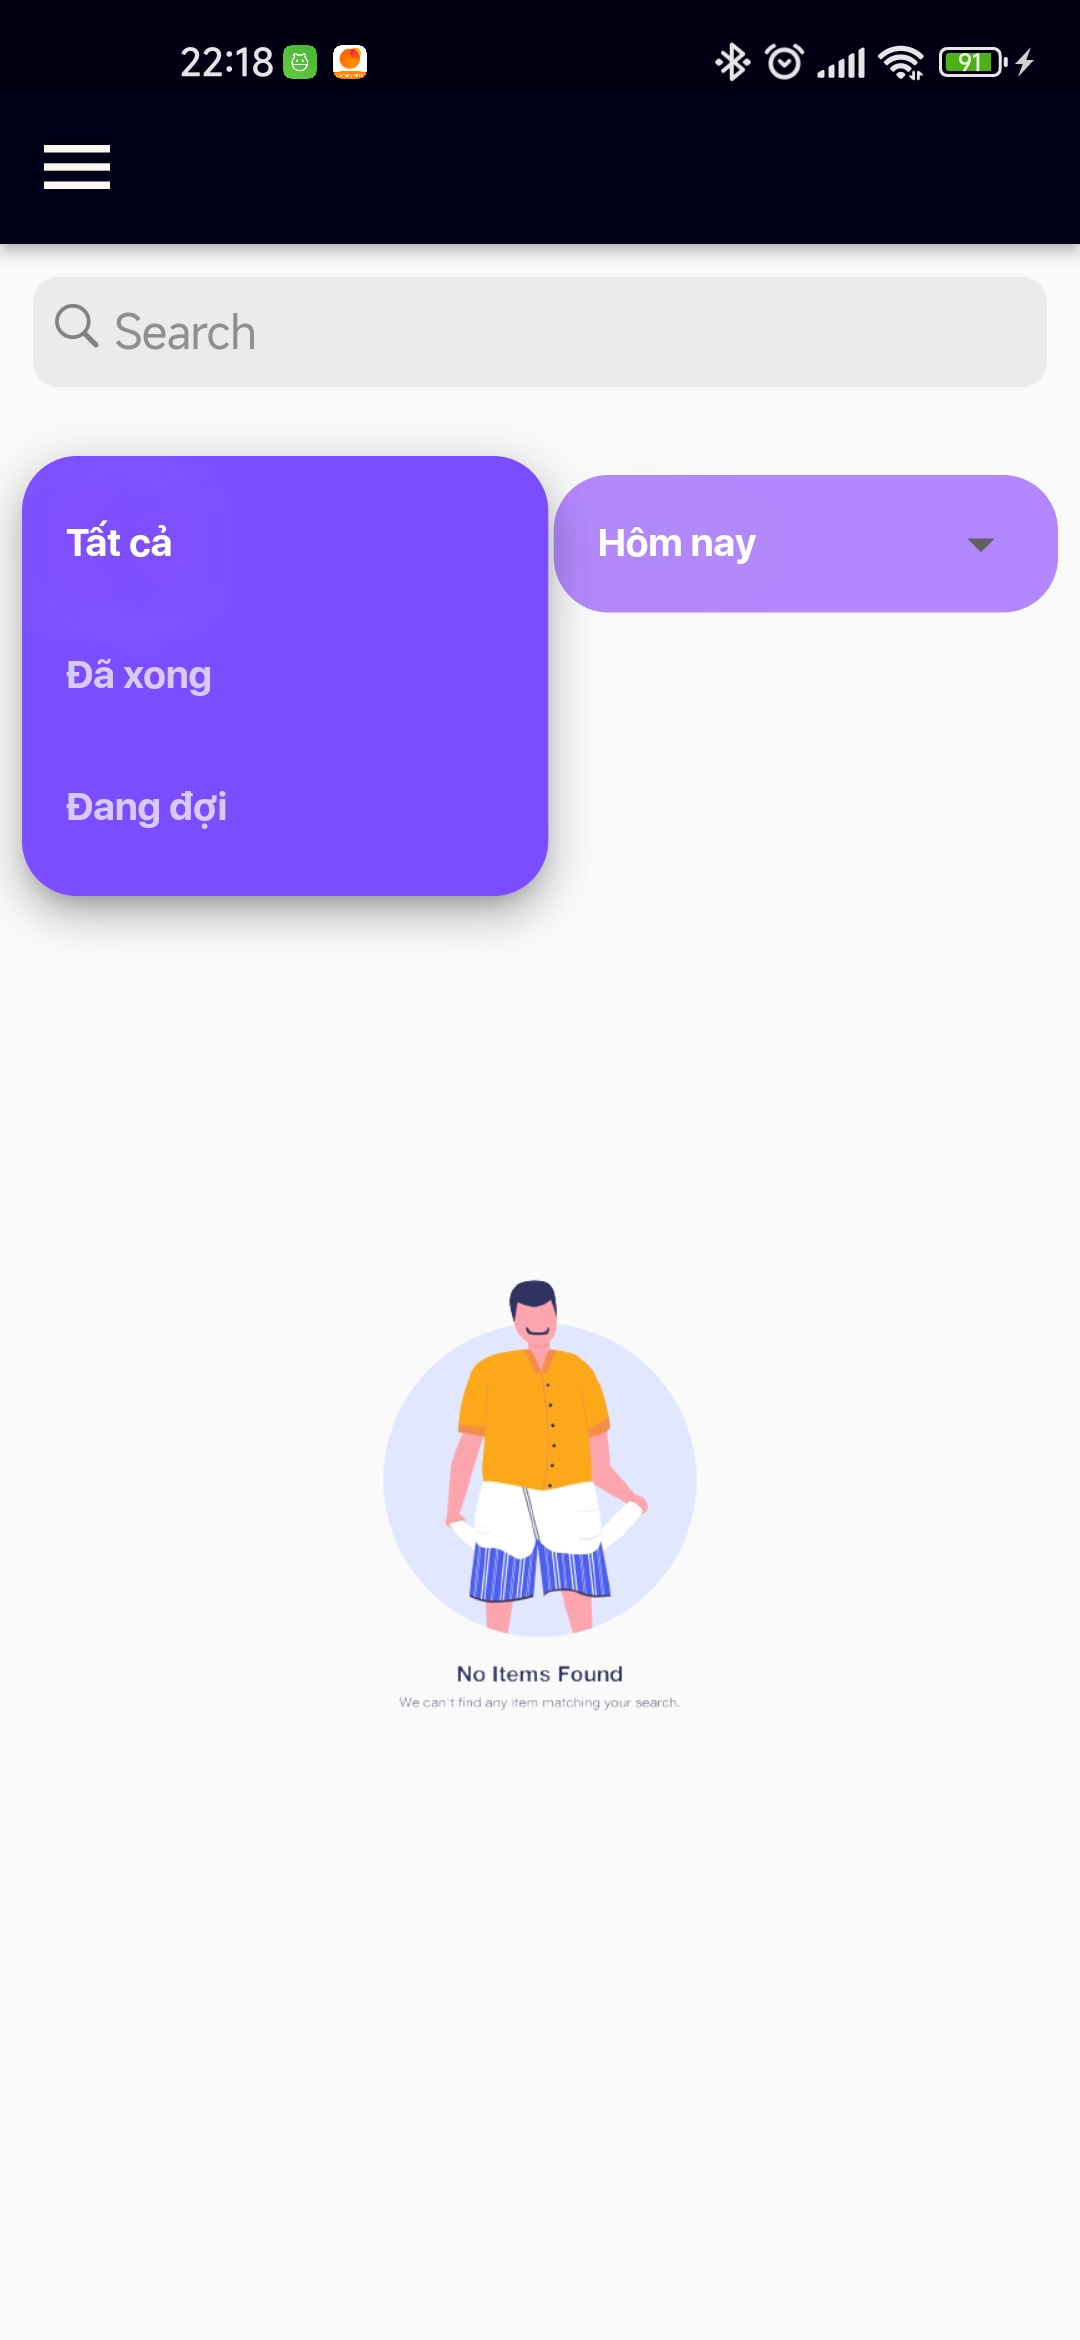 22:18
91
Search
Tất cả
Hôm nay
Đã xong
Đang đợi
No Items Found
We can't find any item matching your search.